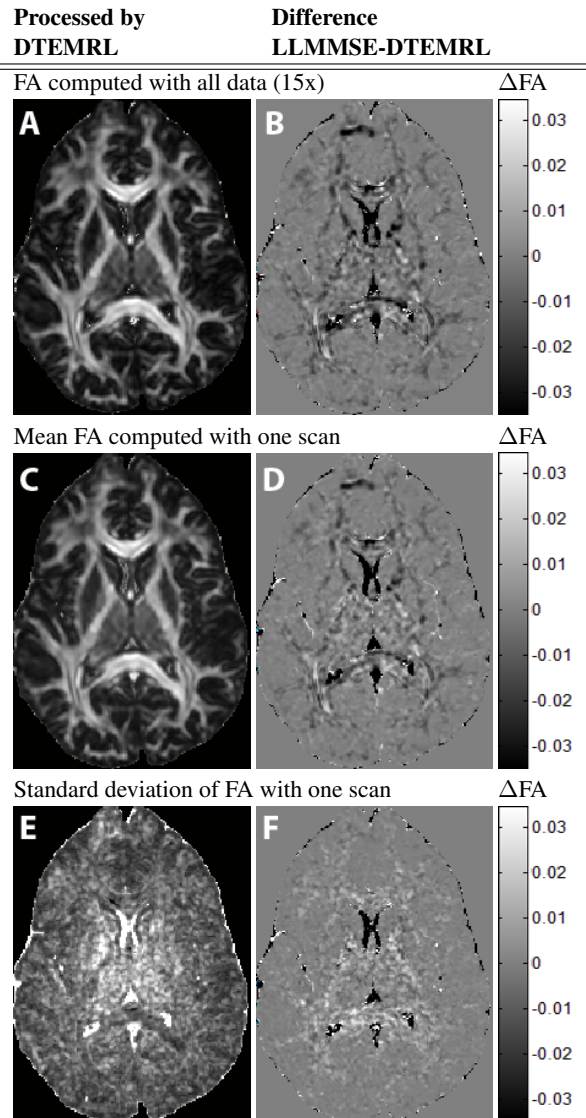 Processed by Difference
DTEMRL LLMMSE-DTEMRL
FA computed with all data (15x) ΔFA
A B
0.03
0.02
0.01
0
-0.01
-0.02
-0.03
Mean FA computed with one scan ΔFA
C D
0.03
0.02
0.01
0
-0.01
-0.02
-0.03
Standard deviation of FA with one scan ΔFA
E F
0.03
0.02
0.01
0
-0.01
-0.02
-0.03